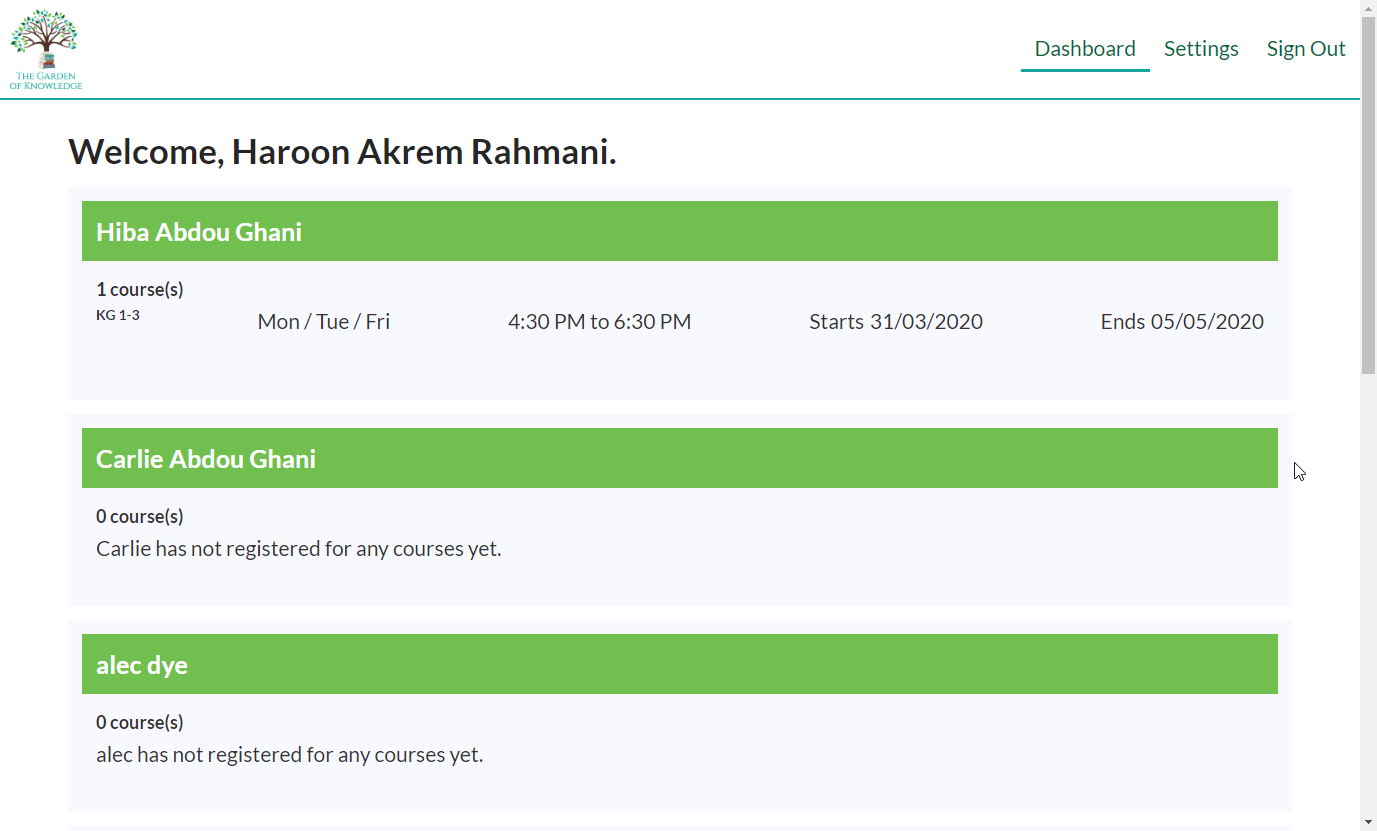 THE GARDEN
OF KNOWLEDGE
Dashboard Settings Sign Out
Welcome, Haroon Akrem Rahmani.
Hiba Abdou Ghani
1 course(s)
KG 1-3
Mon / Tue / Fri 4:30 PM to 6:30 PM Starts 31/03/2020 Ends 05/05/2020
Carlie Abdou Ghani
0 course(s)
Carlie has not registered for any courses yet.
alec dye
0 course(s)
alec has not registered for any courses yet.